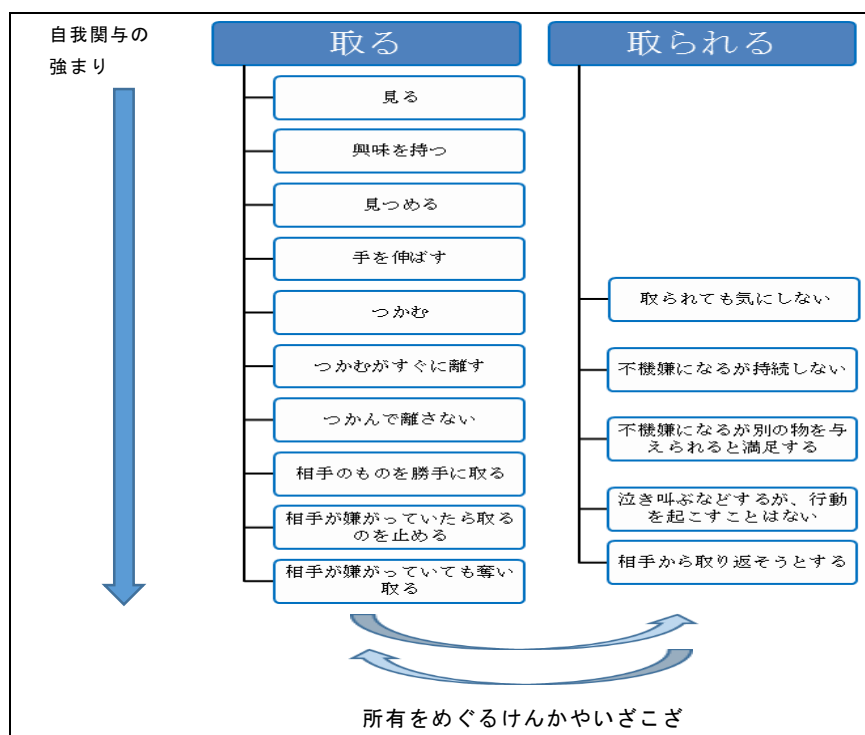 自我関与の
強まり
取る
見る
興味を持つ
見つめる
手を伸ばす
つかむ
つかむがすぐに離す
つかんで離さない
相手のものを勝手に取る
相手が嫌がっていたら取る
のを止める
相手が嫌がっていても奪い
取る
取られる
取られても気にしない
不機嫌になるが持続しない
不機嫌になるが別の物を与
えられると満足する
泣き叫ぶなどするが、行動
を起こすことはない
相手から取り返そうとする
所有をめぐるけんかやいざこざ